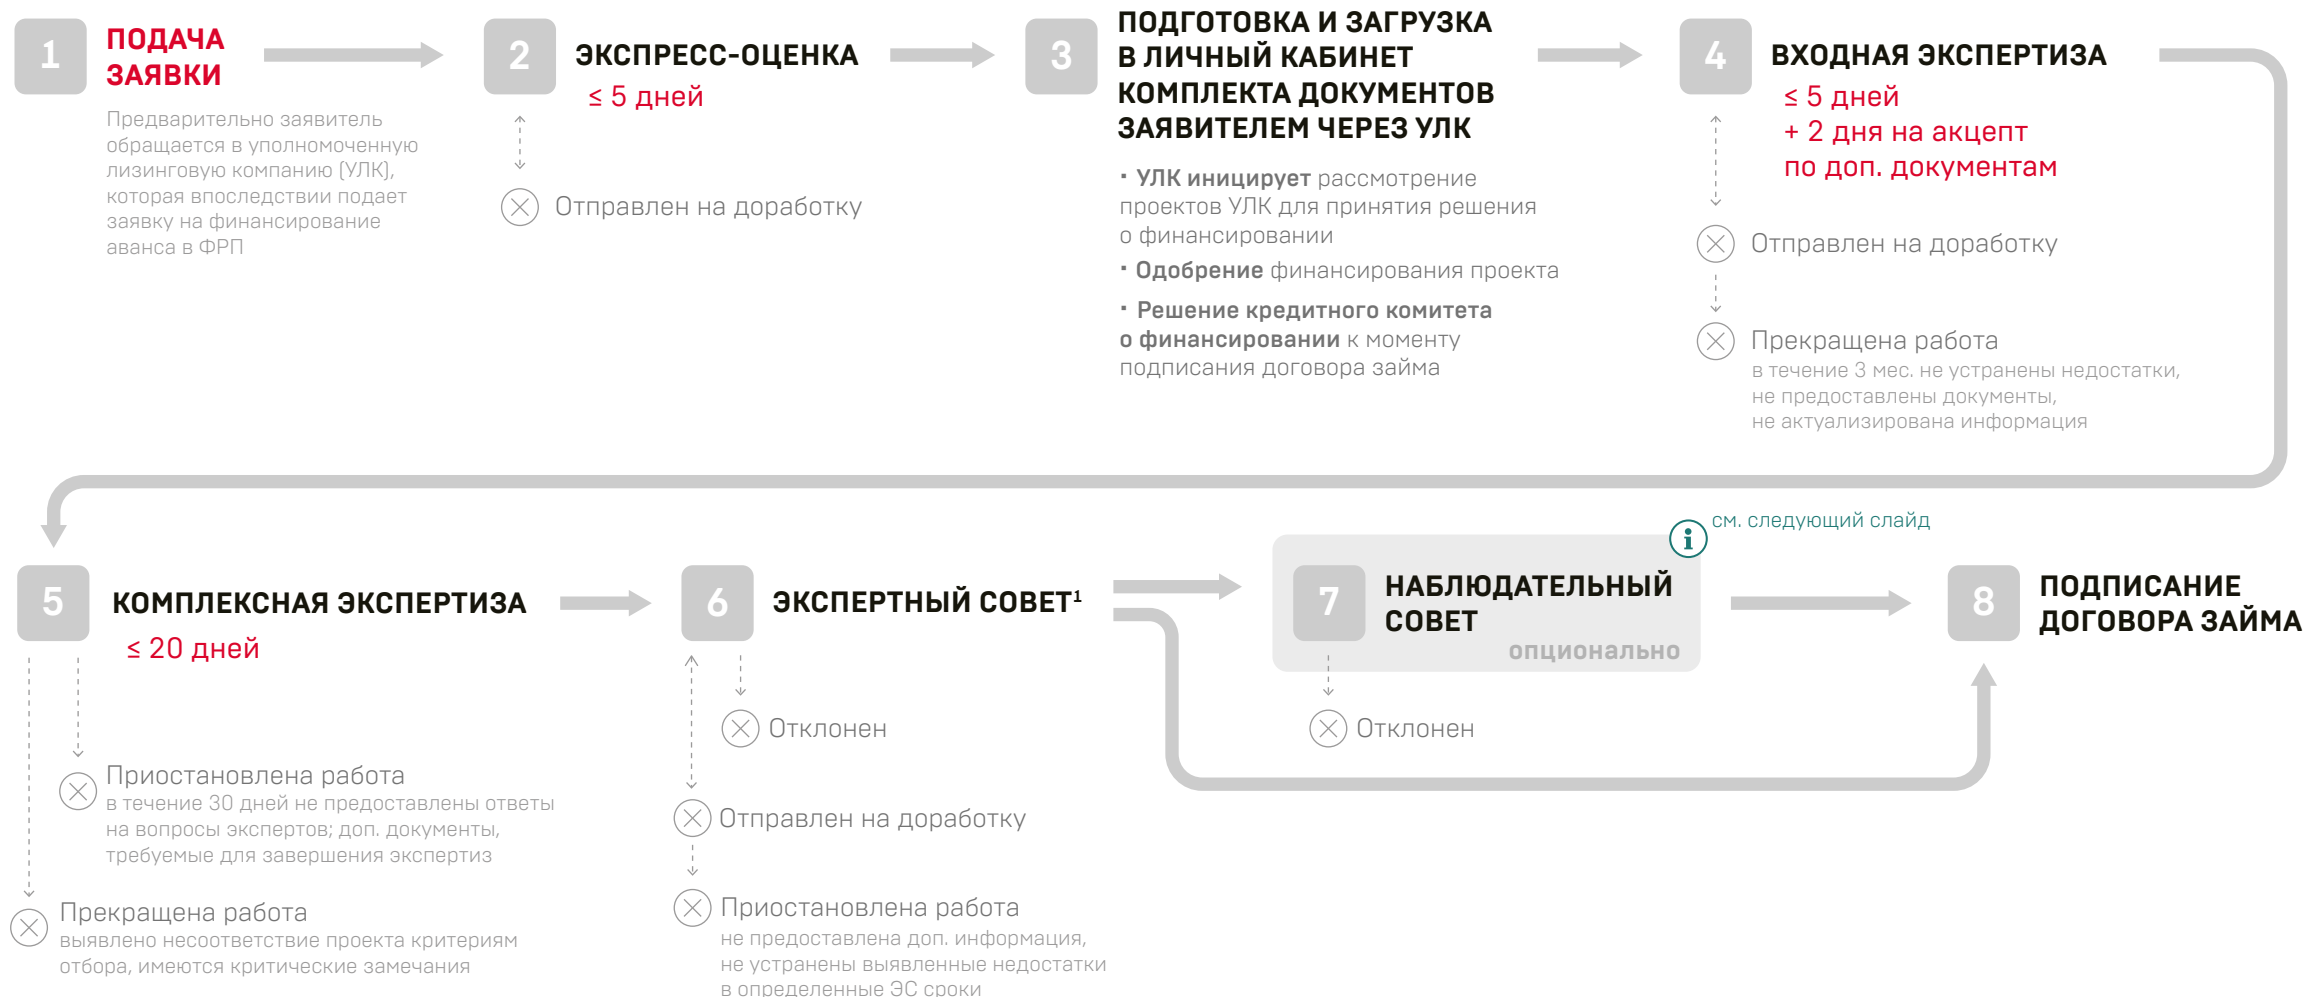 1
ПОДАЧА
ЗАЯВКИ
Предварительно заявитель
обращается в уполномоченную
лизинговую компанию (УЛК),
которая впоследствии подает
заявку на финансирование
аванса в ФРП
2
ЭКСПРЕСС-ОЦЕНКА
≤ 5 дней
Отправлен на доработку
3
ПОДГОТОВКА И ЗАГРУЗКА
В ЛИЧНЫЙ КАБИНЕТ
КОМПЛЕКТА ДОКУМЕНТОВ
ЗАЯВИТЕЛЕМ ЧЕРЕЗ УЛК
· УЛК иницирует рассмотрение
проектов УЛК для принятия решения
о финансировании
· Одобрение финансирования проекта
· Решение кредитного комитета
о финансировании к моменту
подписания договора займа
4
ВХОДНАЯ ЭКСПЕРТИЗА
≤ 5 дней
+ 2 дня на акцепт
по доп. документам
Отправлен на доработку
Прекращена работа
в течение 3 мес. не устранены недостатки,
не предоставлены документы,
не актуализирована информация
5
КОМПЛЕКСНАЯ ЭКСПЕРТИЗА
≤ 20 дней
Приостановлена работа
в течение 30 дней не предоставлены ответы
на вопросы экспертов; доп. документы,
требуемые для завершения экспертиз
Прекращена работа
выявлено несоответствие проекта критериям
отбора, имеются критические замечания
6
ЭКСПЕРТНЫЙ СОВЕТ¹
Отклонен
Отправлен на доработку
Приостановлена работа
не предоставлена доп. информация,
не устранены выявленные недостатки
в определенные ЭС сроки
см. следующий слайд
7
НАБЛЮДАТЕЛЬНЫЙ
СОВЕТ
опционально
Отклонен
8
ПОДПИСАНИЕ
ДОГОВОРА ЗАЙМА